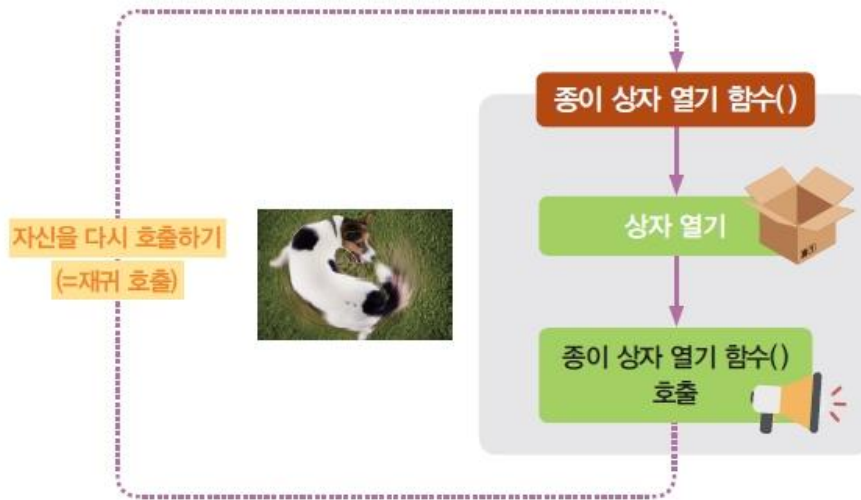 종이 상자 열기 함수()
상자 열기
종이 상자 열기 함수()
호출
자신을 다시 호출하기
(=재귀 호출)